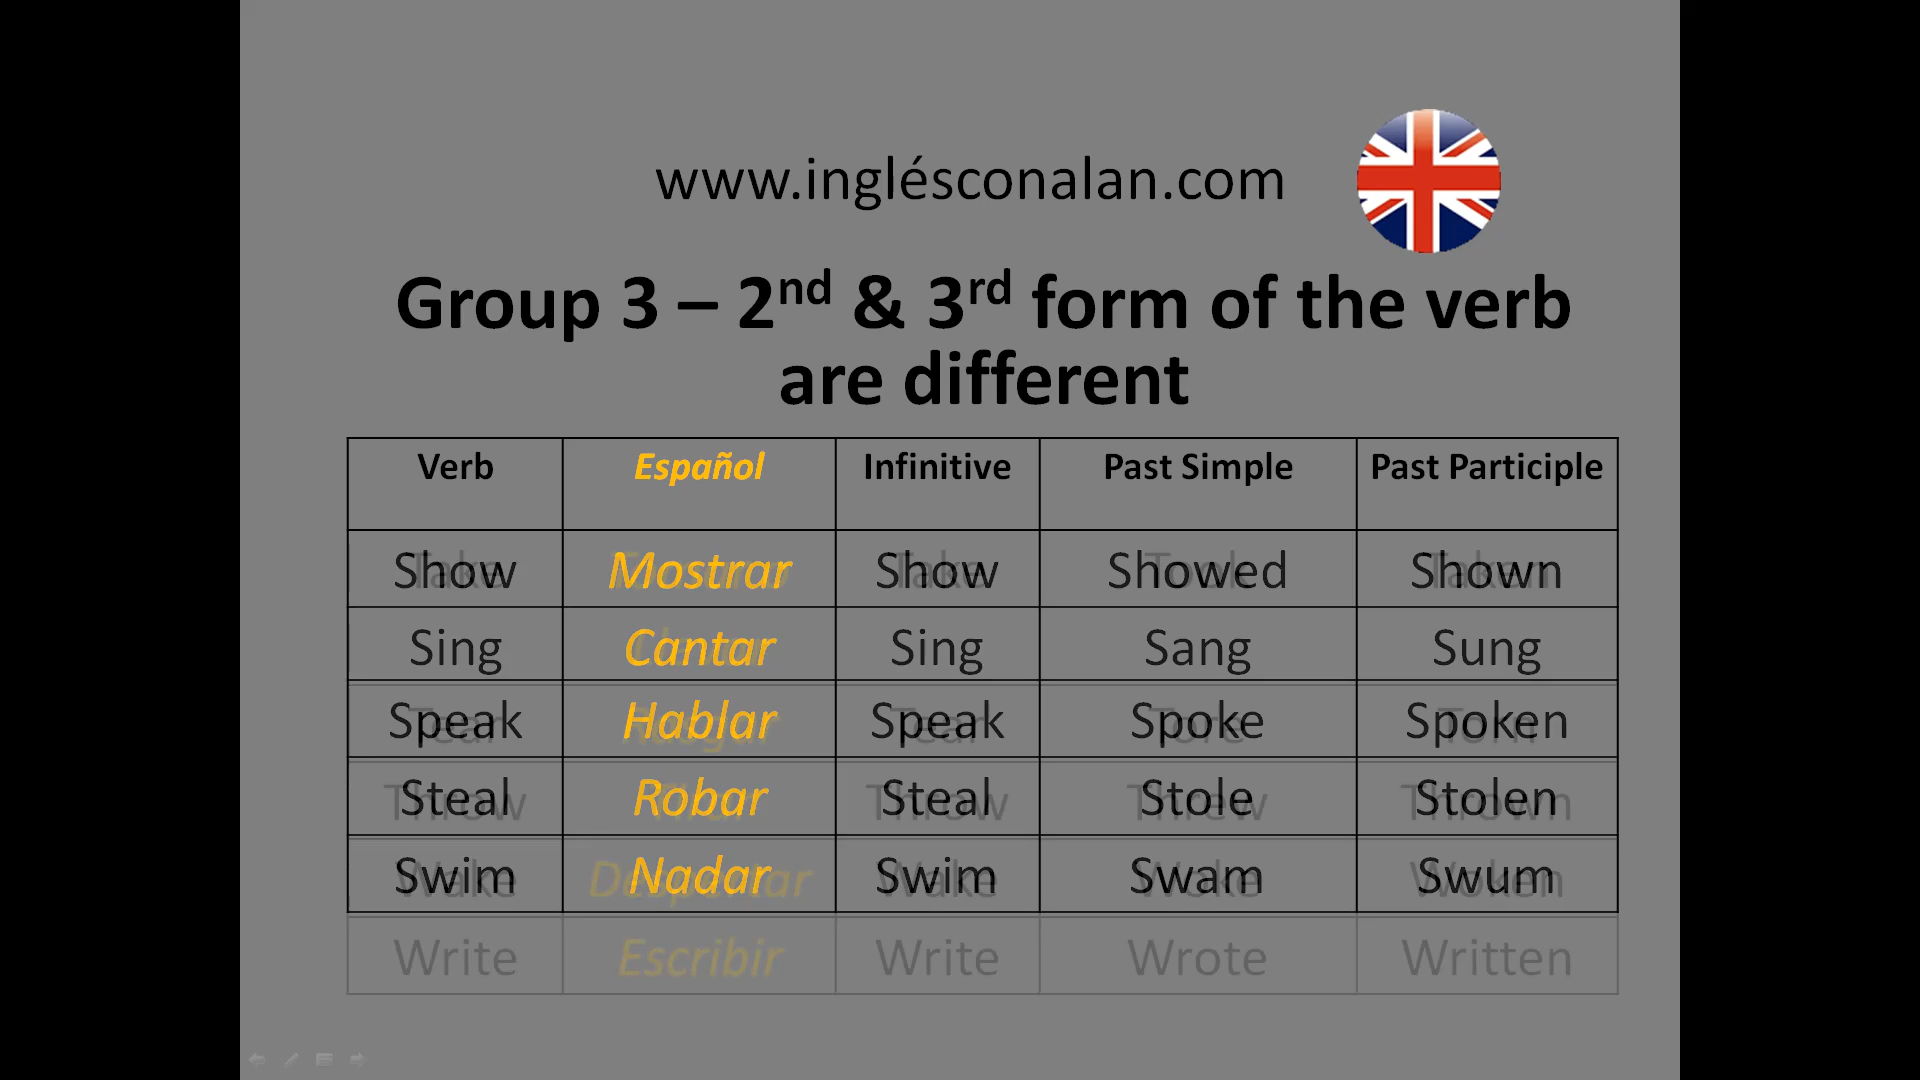 www.inglésconalan.com
Group 3 – 2nd & 3rd form of the verb
are different
Verb Español Infinitive Past Simple Past Participle
Show Mostrar Show Showed Shown
Sing Cantar Sing Sang Sung
Speak Hablar Speak Spoke Spoken
Steal Robar Steal Stole Stolen
Swim Nadar Swim Swam Swum
Write Escribir Write Wrote Written